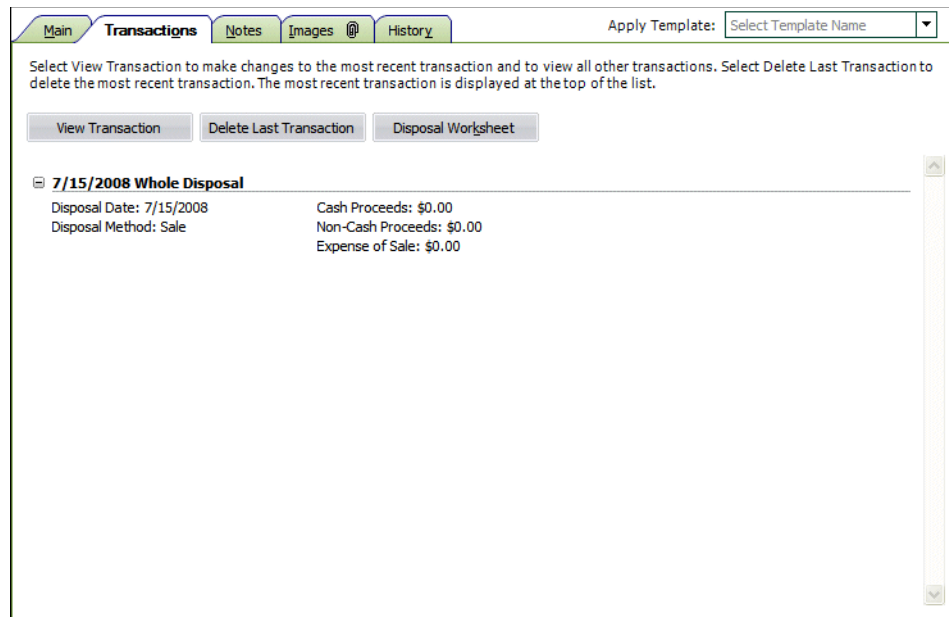 Main Transactions Notes Images History Apply Template: Select Template Name
Select View Transaction to make changes to the most recent transaction and to view all other transactions. Select Delete Last Transaction to
delete the most recent transaction. The most recent transaction is displayed at the top of the list.
View Transaction Delete Last Transaction Disposal Worksheet
7/15/2008 Whole Disposal
Disposal Date: 7/15/2008 Cash Proceeds: $0.00
Disposal Method: Sale Non-Cash Proceeds: $0.00
Expense of Sale: $0.00